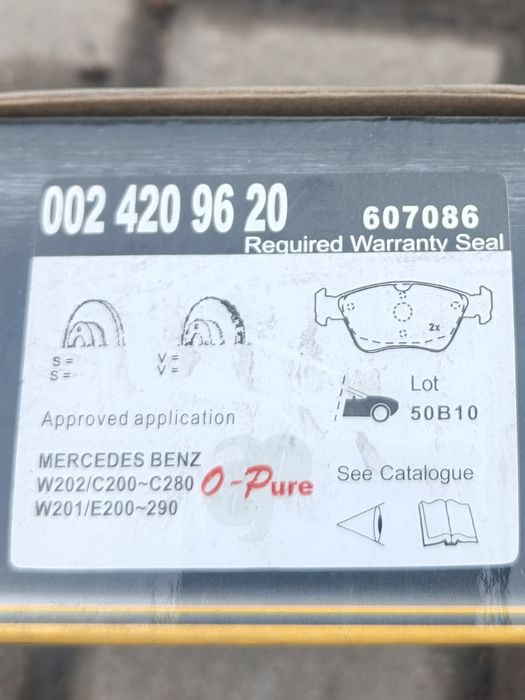 002 420 96 20
607086
Required Warranty Seal
2x
S =
S =
V =
V =
Lot
50B10
Approved application
MERCEDES BENZ
W202/C200~C280
W201/E200~290
O-Pure
See Catalogue